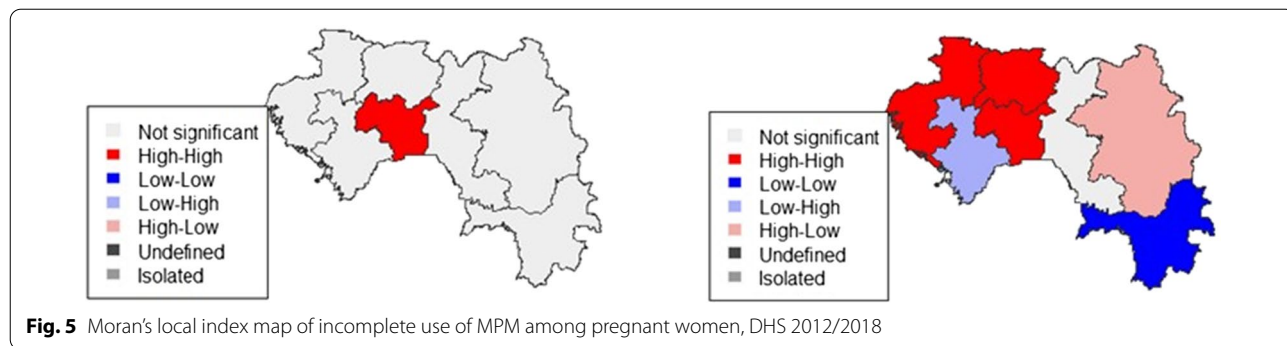 Not significant
High-High
Low-Low
Low-High
High-Low
Undefined
Isolated
Not significant
High-High
Low-Low
Low-High
High-Low
Undefined
Isolated
Fig. 5 Moran's local index map of incomplete use of MPM among pregnant women, DHS 2012/2018